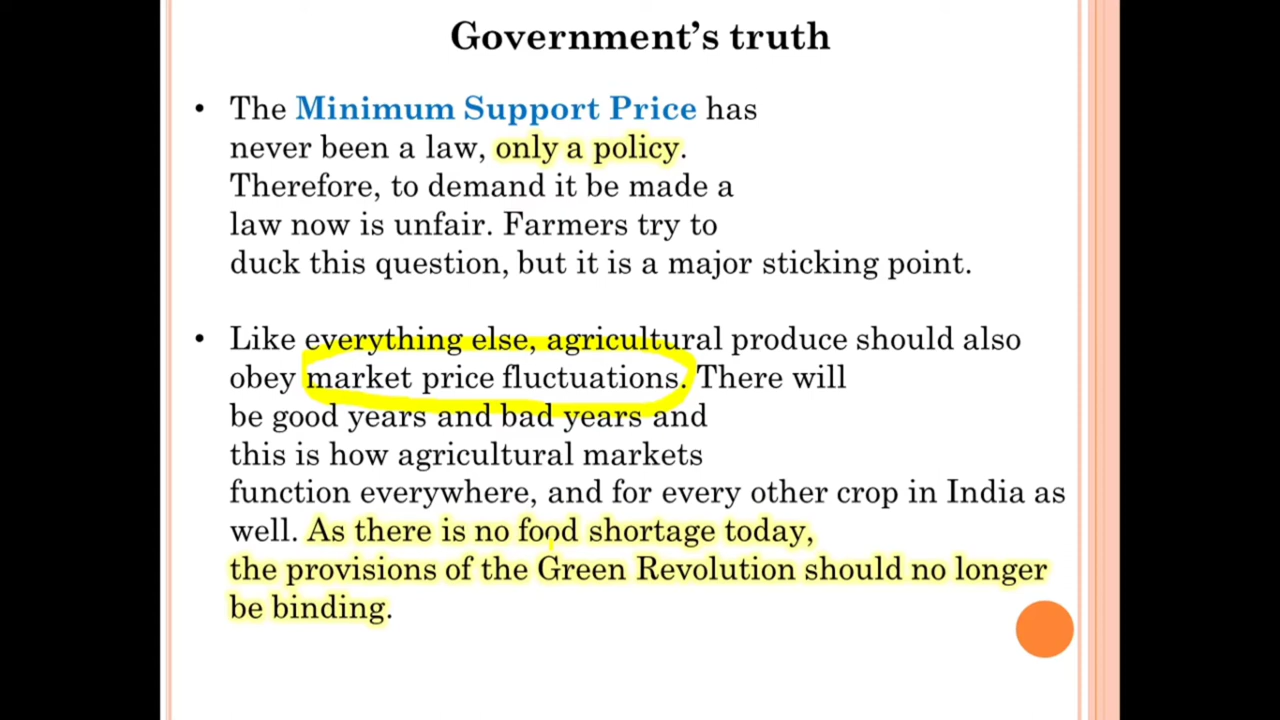 Government's truth
• The Minimum Support Price has
never been a law, only a policy.
Therefore, to demand it be made a
law now is unfair. Farmers try to
duck this question, but it is a major sticking point.
• Like everything else, agricultural produce should also
obey market price fluctuations. There will
be good years and bad years and
this is how agricultural markets
function everywhere, and for every other crop in India as
well. As there is no food shortage today,
the provisions of the Green Revolution should no longer
be binding.